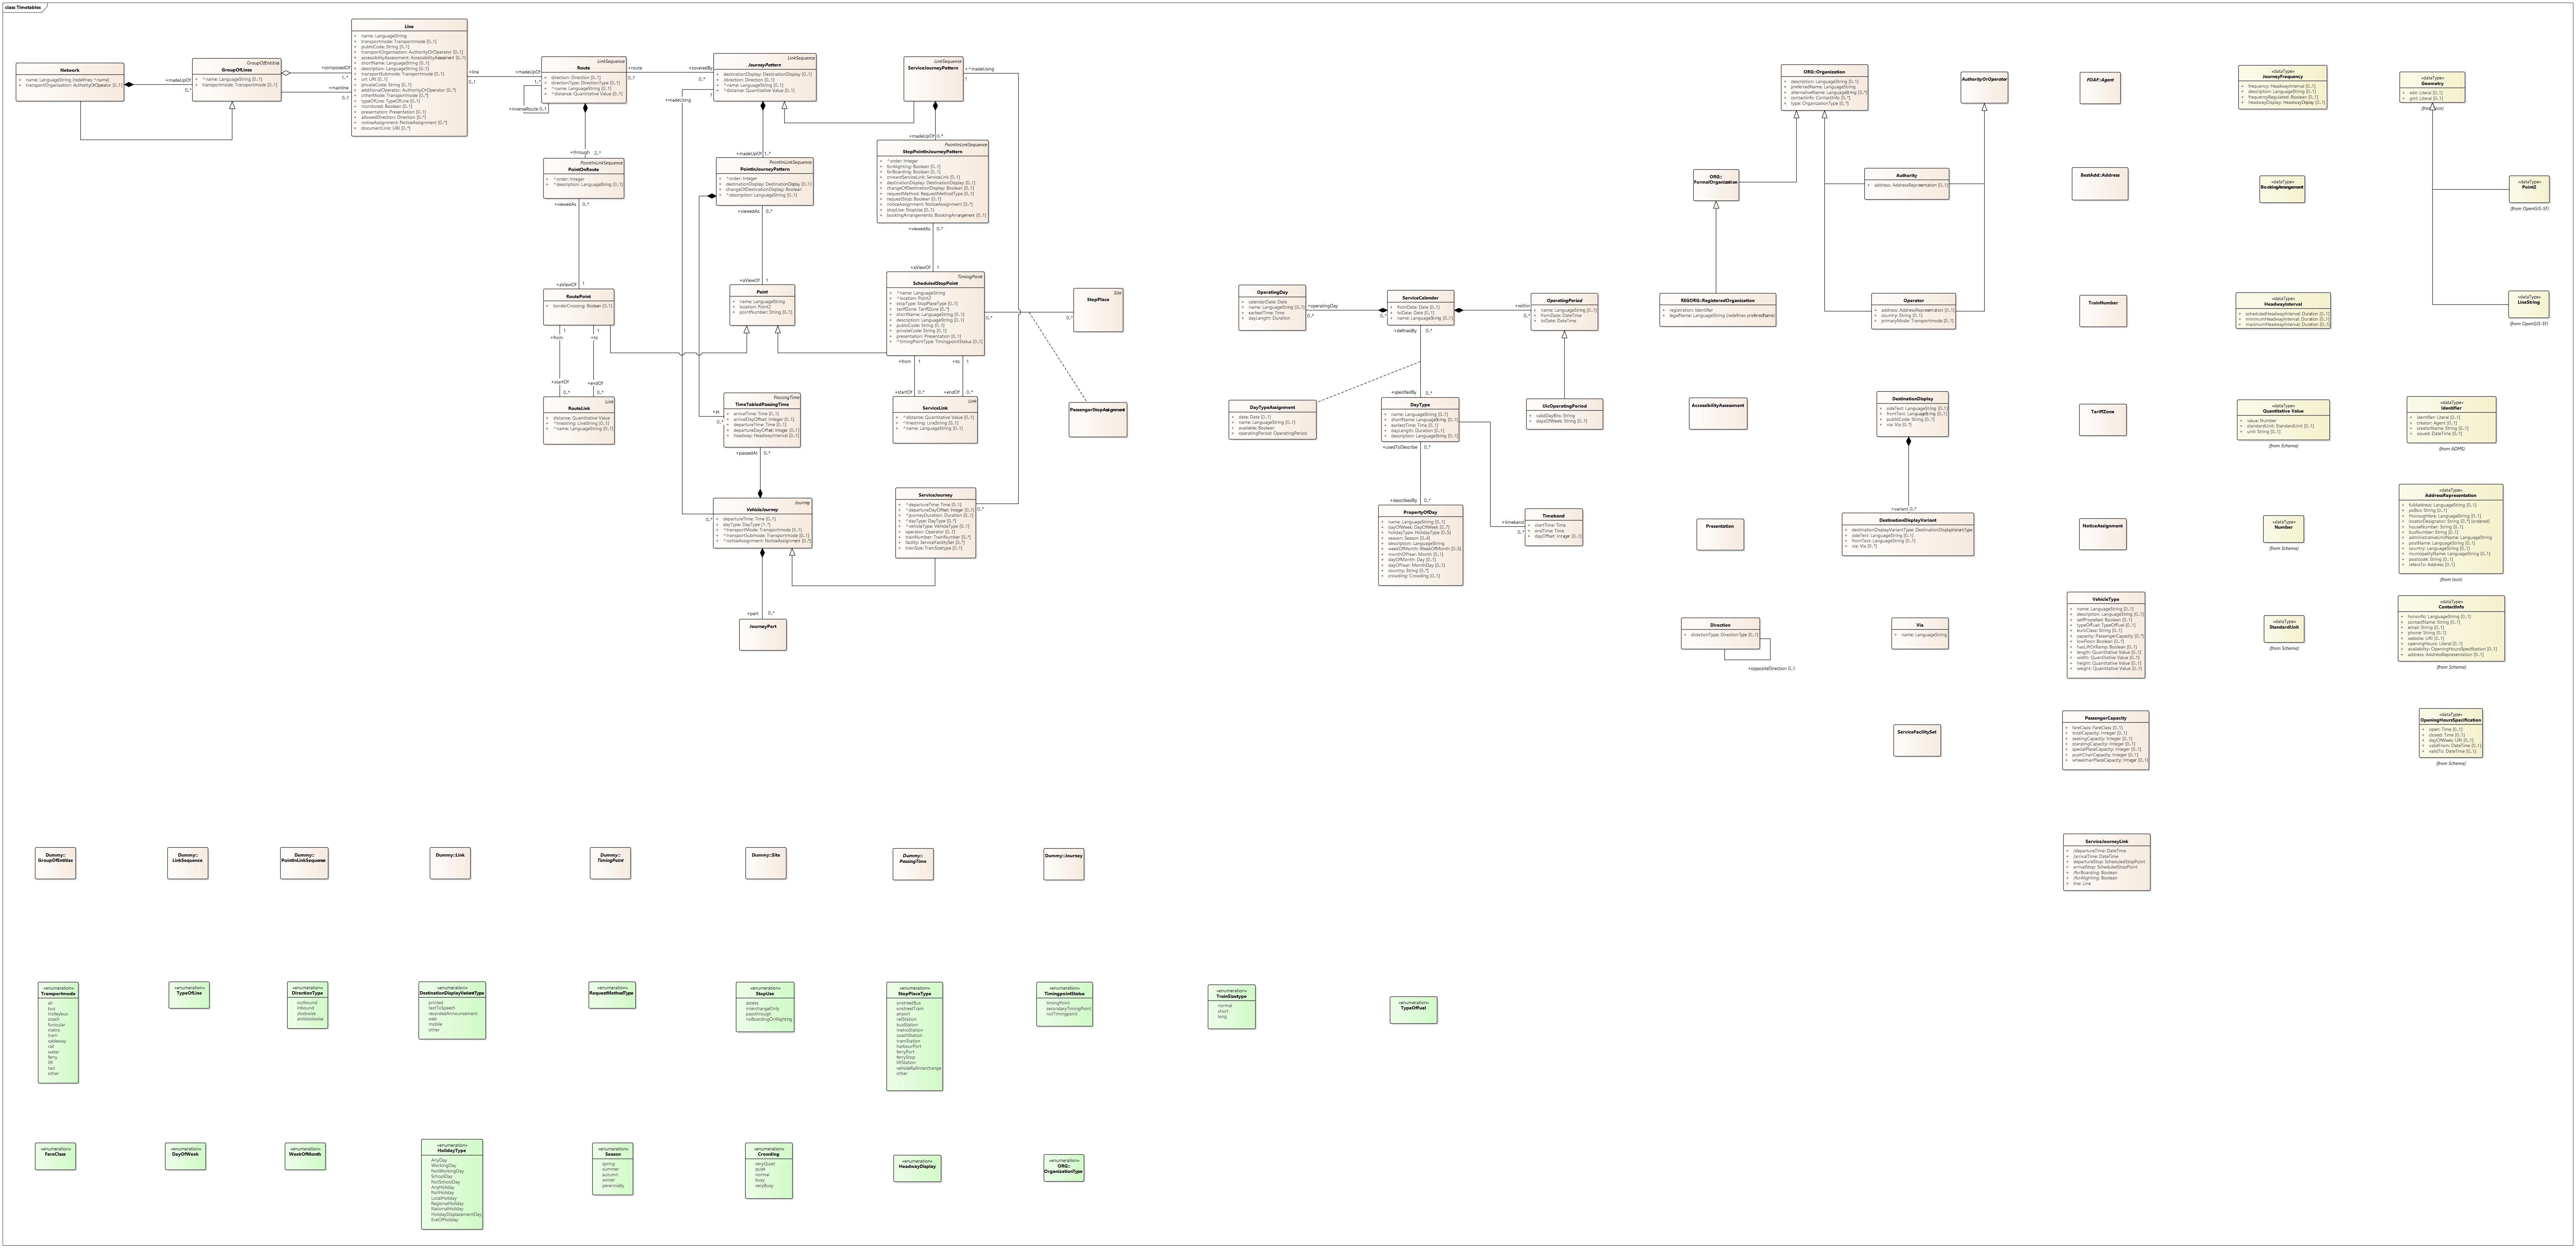 class Timetables
Network
+ name: LanguageString {redefines ^name}
+ transportOrganisation: AuthorityOrOperator [0..1]
+madeUpOf
0..*
GroupOfEntities
GroupOfLines
+ ^name: LanguageString [0..1]
+ transportmode: Transportmode [0..1]
+composedOf
1..*
+mainline
0..1
Line
+ name: LanguageString
+ transportmode: Transportmode [0..1]
+ publicCode: String [0..1]
+ transportOrganisation: AuthorityOrOperator [0..1]
+ accessibilityAssessment: AccessibilityAssessment [0..1]
+ shortName: LanguageString [0..1]
+ description: LanguageString [0..1]
+ transportSubmode: Transportmode [0..1]
+ url: URI [0..1]
+ privateCode: String [0..1]
+ additionalOperator: AuthorityOrOperator [0..*]
+ otherMode: Transportmode [0..*]
+ typeOfLine: TypeOfLine [0..1]
+ monitored: Boolean [0..1]
+ presentation: Presentation [0..1]
+ allowedDirection: Direction [0..*]
+ noticeAssignment: NoticeAssignment [0..*]
+ documentLink: URI [0..*]
+line
0..1
+madeUpOf
1..*
LinkSequence
Route
+ direction: Direction [0..1]
+ directionType: DirectionType [0..1]
+ ^name: LanguageString [0..1]
+ ^distance: Quantitative Value [0..1]
+inverseRoute 0..1
+route
0..1
+coveredBy
0..*
LinkSequence
JourneyPattern
+ destinationDisplay: DestinationDisplay [0..1]
+ /direction: Direction [0..1]
+ ^name: LanguageString [0..1]
+ ^distance: Quantitative Value [0..1]
+madeUsing
1
LinkSequence
ServiceJourneyPattern
+^madeUsing
1
+through 2..*
PointInLinkSequence
PointOnRoute
+ ^order: Integer
+ ^description: LanguageString [0..1]
+viewedAs 0..*
+madeUpOf 1..*
PointInLinkSequence
PointInJourneyPattern
+ ^order: Integer
+ destinationDisplay: DestinationDisplay [0..1]
+ changeOfDestinationDisplay: Boolean
+ ^description: LanguageString [0..1]
+viewedAs 0..*
+madeUpOf 0..*
PointInLinkSequence
StopPointInJourneyPattern
+ ^order: Integer
+ forAlighting: Boolean [0..1]
+ forBoarding: Boolean [0..1]
+ onwardServiceLink: ServiceLink [0..1]
+ destinationDisplay: DestinationDisplay [0..1]
+ changeOfDestinationDisplay: Boolean [0..1]
+ requestMethod: RequestMethodType [0..1]
+ requestStop: Boolean [0..1]
+ noticeAssignment: NoticeAssignment [0..*]
+ stopUse: StopUse [0..1]
+ bookingArrangements: BookingArrangement [0..1]
+viewedAs 0..*
+aViewOf 1
RoutePoint
+ borderCrossing: Boolean [0..1]
1 1
+from +to
+startOf +endOf
0..* 0..*
Link
RouteLink
+ distance: Quantitative Value
+ ^linestring: LineString [0..1]
+ ^name: LanguageString [0..1]
+aViewOf 1
Point
+ name: LanguageString
+ location: Point2
+ pointNumber: String [0..1]
+aViewOf 1
TimingPoint
ScheduledStopPoint
+ ^name: LanguageString
+ ^location: Point2
+ stopType: StopPlaceType [0..1]
+ tariffZone: TariffZone [0..*]
+ shortName: LanguageString [0..1]
+ description: LanguageString [0..1]
+ publicCode: String [0..1]
+ privateCode: String [0..1]
+ presentation: Presentation [0..1]
+ ^timingPointType: TimingpointStatus [0..1]
0..*
0..*
Site
StopPlace
PassengerStopAssignment
+from 1 +to 1
+startOf 0..* +endOf 0..*
Link
ServiceLink
+ ^distance: Quantitative Value [0..1]
+ ^linestring: LineString [0..1]
+ ^name: LanguageString [0..1]
+at
0..*
PassingTime
TimeTabledPassingTime
+ arrivalTime: Time [0..1]
+ arrivalDayOffset: Integer [0..1]
+ departureTime: Time [0..1]
+ departureDayOffset: Integer [0..1]
+ headway: HeadwayInterval [0..1]
+passedAt 0..*
0..*
Journey
VehicleJourney
+ departureTime: Time [0..1]
+ dayType: DayType [1..*]
+ ^transportMode: Transportmode [0..1]
+ ^transportSubmode: Transportmode [0..1]
+ ^noticeAssignment: NoticeAssignment [0..*]
ServiceJourney
+ ^departureTime: Time [0..1]
+ ^departureDayOffset: Integer [0..1]
+ ^journeyDuration: Duration [0..1]
+ ^dayType: DayType [0..*]
+ ^vehicleType: VehicleType [0..1]
+ operator: Operator [0..1]
+ trainNumber: TrainNumber [0..*]
+ facility: ServiceFacilitySet [0..*]
+ trainSize: TrainSizetype [0..1]
0..*
+part 0..*
JourneyPart
OperatingDay
+ calendarDate: Date
+ name: LanguageString [0..1]
+ earliestTime: Time
+ dayLength: Duration
+operatingDay
0..*
0..*
ServiceCalendar
+ fromDate: Date [0..1]
+ toDate: Date [0..1]
+ name: LanguageString [0..1]
+within
0..*
OperatingPeriod
+ name: LanguageString [0..1]
+ fromDate: DateTime
+ toDate: DateTime
+definedBy 0..*
+specifiedBy 0..*
DayTypeAssignment
+ date: Date [0..1]
+ name: LanguageString [0..1]
+ available: Boolean
+ operatingPeriod: OperatingPeriod
DayType
+ name: LanguageString [0..1]
+ shortName: LanguageString [0..1]
+ earliestTime: Time [0..1]
+ dayLength: Duration [0..1]
+ description: LanguageString [0..1]
UicOperatingPeriod
+ validDayBits: String
+ daysOfWeek: String [0..1]
+usedToDescribe 0..*
+describedBy 0..*
PropertyOfDay
+ name: LanguageString [0..1]
+ dayOfWeek: DayOfWeek [0..7]
+ holidayType: HolidayType [0..5]
+ season: Season [0..4]
+ description: LanguageString
+ weekOfMonth: WeekOfMonth [0..5]
+ monthOfYear: Month [0..1]
+ dayOfMonth: Day [0..1]
+ dayOfYear: MonthDay [0..1]
+ country: String [0..*]
+ crowding: Crowding [0..1]
+timeband
0..*
Timeband
+ startTime: Time
+ endTime: Time
+ dayOffset: Integer [0..1]
ORG::Organization
+ description: LanguageString [0..1]
+ preferredName: LanguageString
+ alternativeName: LanguageString [0..*]
+ contactInfo: ContactInfo [0..*]
+ type: OrganizationType [0..*]
AuthorityOrOperator
FOAF::Agent
ORG::
FormalOrganization
Authority
+ address: AddressRepresentation [0..1]
BestAdd::Address
REGORG::RegisteredOrganization
+ registration: Identifier
+ legalName: LanguageString {redefines preferredName}
Operator
+ address: AddressRepresentation [0..1]
+ country: String [0..1]
+ primaryMode: Transportmode [0..1]
TrainNumber
AccessibilityAssessment
DestinationDisplay
+ sideText: LanguageString [0..1]
+ frontText: LanguageString [0..1]
+ publicCode: String [0..1]
+ via: Via [0..*]
TariffZone
+variant 0..*
Presentation
DestinationDisplayVariant
+ destinationDisplayVariantType: DestinationDisplayVariantType
+ sideText: LanguageString [0..1]
+ frontText: LanguageString [0..1]
+ via: Via [0..*]
NoticeAssignment
Direction
+ directionType: DirectionType [0..1]
+oppositeDirection 0..1
Via
+ name: LanguageString
VehicleType
+ name: LanguageString [0..1]
+ description: LanguageString [0..1]
+ selfPropelled: Boolean [0..1]
+ typeOfFuel: TypeOfFuel [0..1]
+ euroClass: String [0..1]
+ capacity: PassengerCapacity [0..*]
+ lowFloor: Boolean [0..1]
+ hasLiftOrRamp: Boolean [0..1]
+ length: Quantitative Value [0..1]
+ width: Quantitative Value [0..1]
+ height: Quantitative Value [0..1]
+ weight: Quantitative Value [0..1]
ServiceFacilitySet
PassengerCapacity
+ fareClass: FareClass [0..1]
+ totalCapacity: Integer [0..1]
+ seatingCapacity: Integer [0..1]
+ standingCapacity: Integer [0..1]
+ specialPlaceCapacity: Integer [0..1]
+ pushChairCapacity: Integer [0..1]
+ wheelchairPlaceCapacity: Integer [0..1]
ServiceJourneyLink
+ /departureTime: DateTime
+ /arrivalTime: DateTime
+ departureStop: ScheduledStopPoint
+ arrivalStop: ScheduledStopPoint
+ /forBoarding: Boolean
+ /forAlighting: Boolean
+ line: Line
«dataType»
JourneyFrequency
+ frequency: HeadwayInterval [0..1]
+ description: LanguageString [0..1]
+ frequencyRegulated: Boolean [0..1]
+ headwayDisplay: HeadwayDisplay [0..1]
«dataType»
Geometry
+ wkt: Literal [0..1]
+ gml: Literal [0..1]
«dataType»
BookingArrangement
«dataType»
Point2
(from OpenGIS-SF)
«dataType»
HeadwayInterval
+ scheduledHeadwayInterval: Duration [0..1]
+ minimumHeadwayInterval: Duration [0..1]
+ maximumHeadwayInterval: Duration [0..1]
«dataType»
LineString
(from OpenGIS-SF)
«dataType»
Quantitative Value
+ value: Number
+ standardUnit: StandardUnit [0..1]
+ unit: String [0..1]
(from Schema)
«dataType»
Identifier
+ identifier: Literal [0..1]
+ creator: Agent [0..1]
+ creatorName: String [0..1]
+ issued: DateTime [0..1]
(from ADMS)
«dataType»
AddressRepresentation
+ fullAddress: LanguageString [0..1]
+ poBox: String [0..1]
+ thoroughfare: LanguageString [0..1]
+ locatorDesignator: String [0..*] {ordered}
+ houseNumber: String [0..1]
+ busNumber: String [0..1]
+ administrativeUnitName: LanguageString
+ postName: LanguageString [0..1]
+ country: LanguageString [0..1]
+ municipalityName: LanguageString [0..1]
+ postcode: String [0..1]
+ refersTo: Address [0..1]
(from locn)
«dataType»
Number
(from Schema)
«dataType»
StandardUnit
(from Schema)
«dataType»
ContactInfo
+ honorific: LanguageString [0..1]
+ contactName: String [0..1]
+ email: String [0..1]
+ phone: String [0..1]
+ website: URI [0..1]
+ openingHours: Literal [0..1]
+ availability: OpeningHoursSpecification [0..1]
+ address: AddressRepresentation [0..1]
(from Schema)
«dataType»
OpeningHoursSpecification
+ open: Time [0..1]
+ closed: Time [0..1]
+ dayOfWeek: URI [0..1]
+ validFrom: DateTime [0..1]
+ validTo: DateTime [0..1]
(from Schema)
Dummy::
GroupOfEntities
Dummy::
LinkSequence
Dummy::
PointInLinkSequence
Dummy::Link
Dummy::
TimingPoint
Dummy::Site
Dummy::
PassingTime
Dummy::Journey
«enumeration»
Transportmode
air
bus
trolleybus
coach
funicular
metro
tram
cableway
rail
water
ferry
lift
taxi
other
«enumeration»
TypeOfLine
«enumeration»
DirectionType
outbound
inbound
clockwise
anticlockwise
«enumeration»
DestinationDisplayVariantType
printed
textToSpeech
recordedAnnouncement
web
mobile
other
«enumeration»
RequestMethodType
«enumeration»
StopUse
access
interchangeOnly
passthrough
noBoardingOrAlighting
«enumeration»
StopPlaceType
onstreetBus
onstreetTram
airport
railStation
busStation
metroStation
coachStation
tramStation
harbourPort
ferryPort
ferryStop
liftStation
vehicleRailInterchange
other
«enumeration»
TimingpointStatus
timingPoint
secondaryTimingPoint
notTimingpoint
«enumeration»
TrainSizetype
normal
short
long
«enumeration»
TypeOfFuel
«enumeration»
FareClass
«enumeration»
DayOfWeek
«enumeration»
WeekOfMonth
«enumeration»
HolidayType
AnyDay
WorkingDay
NotWorkingDay
SchoolDay
NotSchoolDay
AnyHoliday
NotHoliday
LocalHoliday
RegionalHoliday
NationalHoliday
HolidayDisplacementDay
EveOfHoliday
«enumeration»
Season
spring
summer
autumn
winter
perennially
«enumeration»
Crowding
veryQuiet
quiet
normal
busy
veryBusy
«enumeration»
HeadwayDisplay
«enumeration»
ORG::
OrganizationType